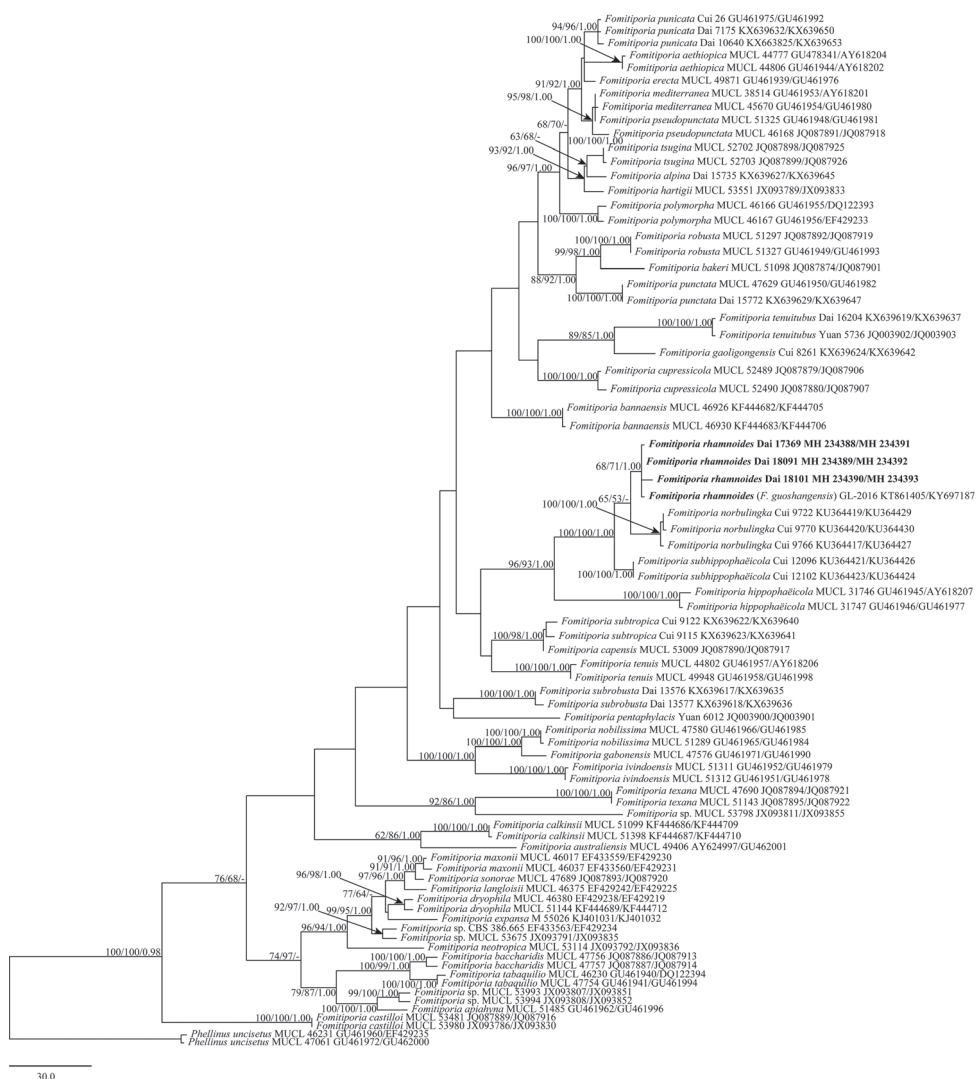 94/96/1.00
Fomitiporia punicata Cui 26 GU461975/GU461992
Fomitiporia punicata Dai 7175 KX639632/KX639650
100/100/1.00
Fomitiporia punicata Dai 10640 KX663825/KX639653
Fomitiporia aethiopica MUCL 44777 GU478341/AY618204
Fomitiporia aethiopica MUCL 44806 GU461944/AY618202
91/92/1.00
Fomitiporia erecta MUCL 49871 GU461939/GU461976
95/98/1.00
Fomitiporia mediterranea MUCL 38514 GU461953/AY618201
Fomitiporia mediterranea MUCL 45670 GU461954/GU461980
Fomitiporia pseudopunctata MUCL 51325 GU461948/GU461981
68/70/-
Fomitiporia pseudopunctata MUCL 46168 JQ087891/JQ087918
63/68/-
100/100/1.00
Fomitiporia tsugina MUCL 52702 JQ087898/JQ087925
93/92/1.00
Fomitiporia tsugina MUCL 52703 JQ087899/JQ087926
96/97/1.00
Fomitiporia alpina Dai 15735 KX639627/KX639645
Fomitiporia hartigii MUCL 53551 JX093789/JX093833
Fomitiporia polymorpha MUCL 46166 GU461955/DQ122393
100/100/1.00
Fomitiporia polymorpha MUCL 46167 GU461956/EF429233
100/100/1.00
Fomitiporia robusta MUCL 51297 JQ087892/JQ087919
99/98/1.00
Fomitiporia robusta MUCL 51327 GU461949/GU461993
Fomitiporia bakeri MUCL 51098 JQ087874/JQ087901
88/92/1.00
Fomitiporia punctata MUCL 47629 GU461950/GU461982
100/100/1.00
Fomitiporia punctata Dai 15772 KX639629/KX639647
100/100/1.00
Fomitiporia tenuitubus Dai 16204 KX639619/KX639637
89/85/1.00
Fomitiporia tenuitubus Yuan 5736 JQ003902/JQ003903
Fomitiporia gaoligongensis Cui 8261 KX639624/KX639642
100/100/1.00
Fomitiporia cupressicola MUCL 52489 JQ087879/JQ087906
Fomitiporia cupressicola MUCL 52490 JQ087880/JQ087907
100/100/1.00
Fomitiporia bannaensis MUCL 46926 KF444682/KF444705
Fomitiporia bannaensis MUCL 46930 KF444683/KF444706
Fomitiporia rhamnoides Dai 17369 MH 234388/MH 234391
68/71/1.00
Fomitiporia rhamnoides Dai 18091 MH 234389/MH 234392
Fomitiporia rhamnoides Dai 18101 MH 234390/MH 234393
65/53/-
Fomitiporia rhamnoides (F. guoshangensis) GL-2016 KT861405/KY697187
100/100/1.00
Fomitiporia norbulingka Cui 9722 KU364419/KU364429
Fomitiporia norbulingka Cui 9770 KU364420/KU364430
100/100/1.00
Fomitiporia norbulingka Cui 9766 KU364417/KU364427
96/93/1.00
Fomitiporia subhippophaëicola Cui 12096 KU364421/KU364426
100/100/1.00
Fomitiporia subhippophaëicola Cui 12102 KU364423/KU364424
100/100/1.00
Fomitiporia hippophaëicola MUCL 31746 GU461945/AY618207
Fomitiporia hippophaëicola MUCL 31747 GU461946/GU461977
Fomitiporia subtropica Cui 9122 KX639622/KX639640
100/98/1.00
Fomitiporia subtropica Cui 9115 KX639623/KX639641
Fomitiporia capensis MUCL 53009 JQ087890/JQ087917
100/100/1.00
Fomitiporia tenuis MUCL 44802 GU461957/AY618206
Fomitiporia tenuis MUCL 49948 GU461958/GU461998
100/100/1.00
Fomitiporia subrobusta Dai 13576 KX639617/KX639635
Fomitiporia subrobusta Dai 13577 KX639618/KX639636
Fomitiporia pentaphylacis Yuan 6012 JQ003900/JQ003901
100/100/1.00
Fomitiporia nobilissima MUCL 47580 GU461966/GU461985
100/100/1.00
Fomitiporia nobilissima MUCL 51289 GU461965/GU461984
100/100/1.00
Fomitiporia gabonensis MUCL 47576 GU461971/GU461990
100/100/1.00
Fomitiporia ivindoensis MUCL 51311 GU461952/GU461979
Fomitiporia ivindoensis MUCL 51312 GU461951/GU461978
100/100/1.00
Fomitiporia texana MUCL 47690 JQ087894/JQ087921
92/86/1.00
Fomitiporia texana MUCL 51143 JQ087895/JQ087922
Fomitiporia sp. MUCL 53798 JX093811/JX093855
100/100/1.00
Fomitiporia calkinsii MUCL 51099 KF444686/KF444709
62/86/1.00
Fomitiporia calkinsii MUCL 51398 KF444687/KF444710
Fomitiporia australiensis MUCL 49406 AY624997/GU462001
91/96/1.00
Fomitiporia maxonii MUCL 46017 EF433559/EF429230
91/91/1.00
Fomitiporia maxonii MUCL 46037 EF433560/EF429231
96/98/1.00
97/96/1.00
Fomitiporia sonorae MUCL 47689 JQ087893/JQ087920
76/68/-
Fomitiporia langloisii MUCL 46375 EF429242/EF429225
77/64/-
Fomitiporia dryophila MUCL 46380 EF429238/EF429219
92/97/1.00
99/95/1.00
Fomitiporia dryophila MUCL 51144 KF444689/KF444712
Fomitiporia expansa M 55026 KJ401031/KJ401032
96/94/1.00
Fomitiporia sp. CBS 386.665 EF433563/EF429234
Fomitiporia sp. MUCL 53675 JX093791/JX093835
Fomitiporia neotropica MUCL 53114 JX093792/JX093836
100/100/0.98
74/97/-
100/100/1.00
Fomitiporia baccharidis MUCL 47756 JQ087886/JQ087913
100/99/1.00
Fomitiporia baccharidis MUCL 47757 JQ087887/JQ087914
Fomitiporia tabaquilio MUCL 46230 GU461940/DQ122394
100/100/1.00
Fomitiporia tabaquilio MUCL 47754 GU461941/GU461994
79/87/1.00
99/100/1.00
Fomitiporia sp. MUCL 53993 JX093807/JX093851
Fomitiporia sp. MUCL 53994 JX093808/JX093852
100/100/1.00
Fomitiporia apiahyna MUCL 51485 GU461962/GU461996
100/100/1.00
Fomitiporia castilloi MUCL 53481 JQ087889/JQ087916
Fomitiporia castilloi MUCL 53980 JX093786/JX093830
Phellinus uncisetus MUCL 46231 GU461960/EF429235
Phellinus uncisetus MUCL 47061 GU461972/GU462000
30.0